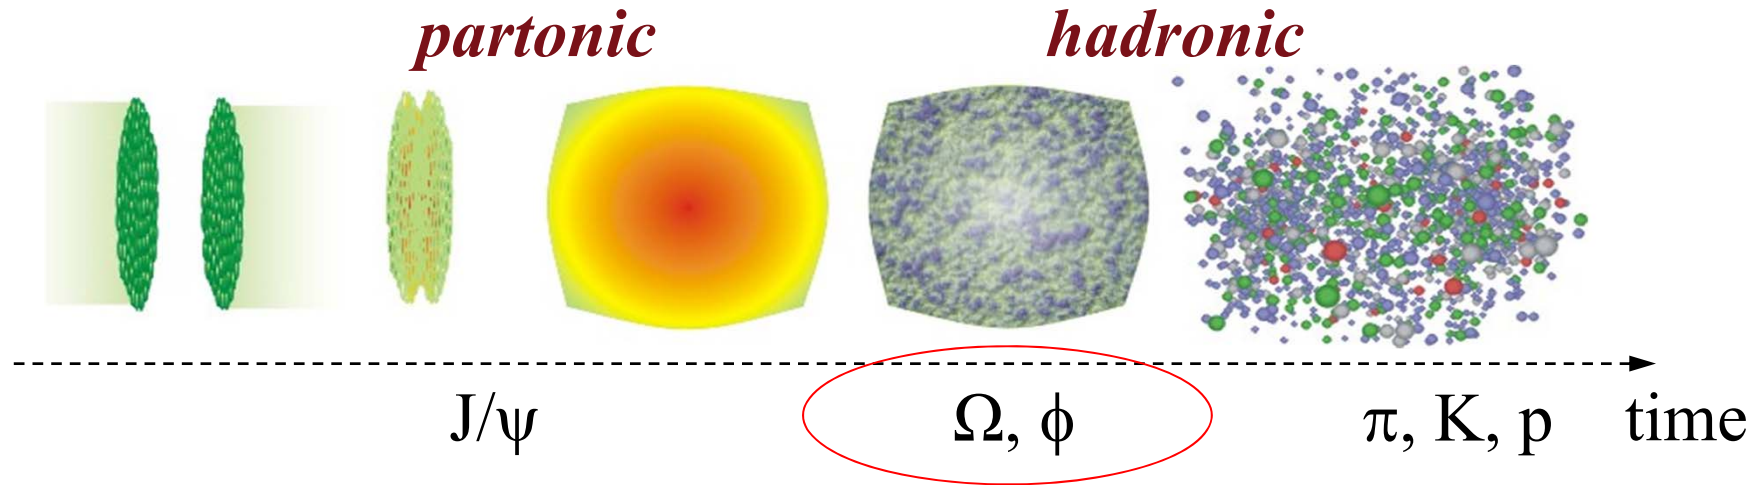 partonic hadronic
J/ψ Ω, ϕ π, K, p time